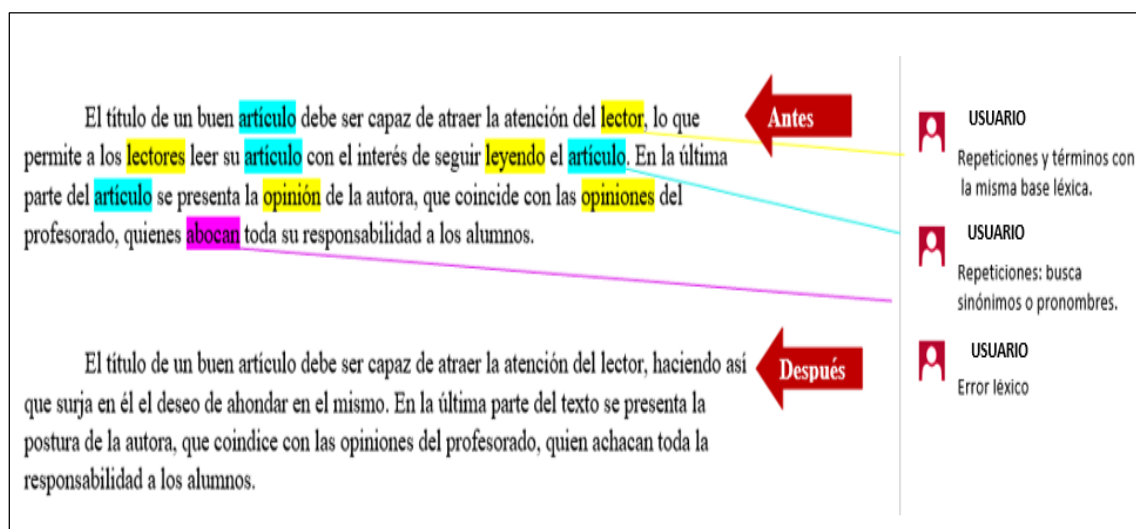 El título de un buen artículo debe ser capaz de atraer la atención del lector, lo que
permite a los lectores leer su artículo con el interés de seguir leyendo el artículo. En la última
parte del artículo se presenta la opinión de la autora, que coincide con las opiniones del
profesorado, quienes abocan toda su responsabilidad a los alumnos.
Antes
USUARIO
Repeticiones y términos con
la misma base léxica.
USUARIO
Repeticiones: busca
sinónimos o pronombres.
USUARIO
Error léxico
El título de un buen artículo debe ser capaz de atraer la atención del lector, haciendo así
que surja en él el deseo de ahondar en el mismo. En la última parte del texto se presenta la
postura de la autora, que coindice con las opiniones del profesorado, quien achacan toda la
responsabilidad a los alumnos.
Después